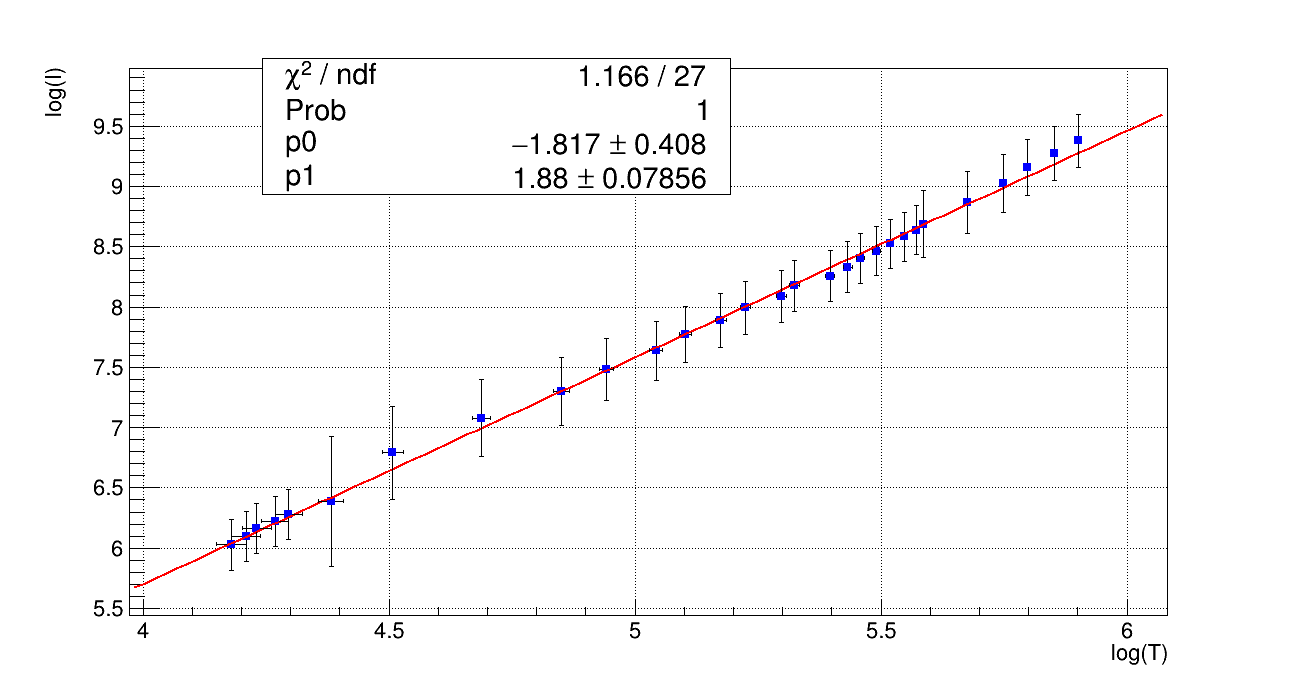 log(I)
χ² / ndf 1.166 / 27
Prob 1
p0 −1.817 ± 0.408
p1 1.88 ± 0.07856
9.5
9
8.5
8
7.5
7
6.5
6
5.5
4 4.5 5 5.5 6
log(T)